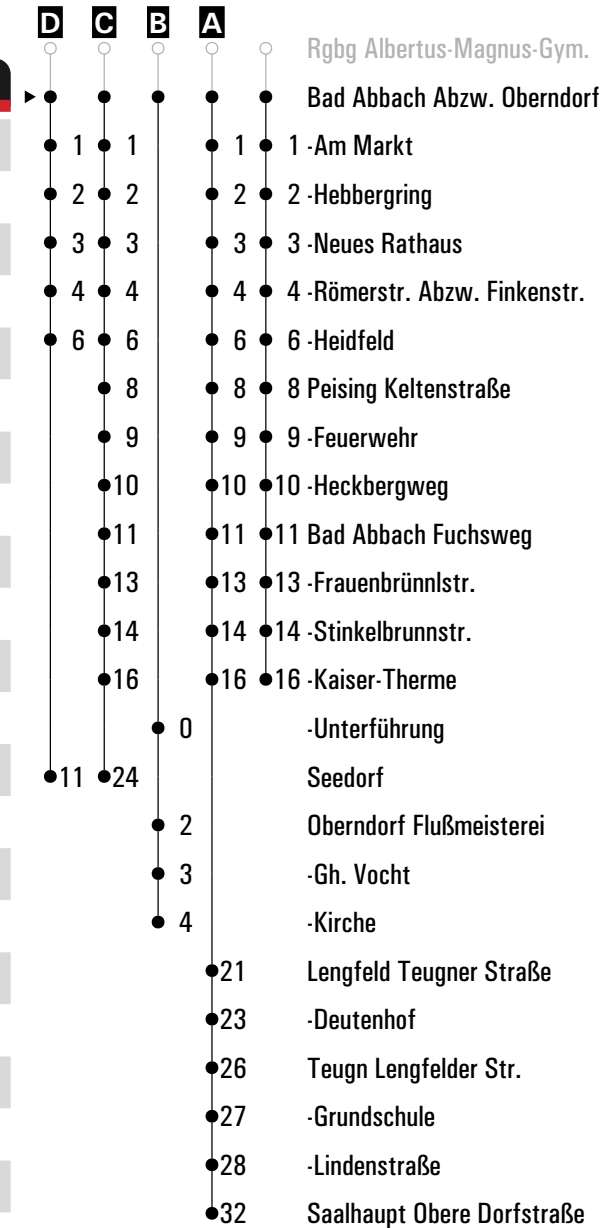 D C B A
Rgbg Albertus-Magnus-Gym.
Bad Abbach Abzw. Oberndorf
1 1 1 1 -Am Markt
2 2 2 2 -Hebbergring
3 3 3 3 -Neues Rathaus
4 4 4 4 -Römerstr. Abzw. Finkenstr.
6 6 6 6 -Heidfeld
8 8 8 Peising Keltenstraße
9 9 9 -Feuerwehr
10 10 10 -Heckbergweg
11 11 11 Bad Abbach Fuchsweg
13 13 13 -Frauenbrünnlstr.
14 14 14 -Stinkelbrunnstr.
16 16 16 -Kaiser-Therme
0 -Unterführung
11 24 Seedorf
2 Oberndorf Flußmeisterei
3 -Gh. Vocht
4 -Kirche
21 Lengfeld Teugner Straße
23 -Deutenhof
26 Teugn Lengfelder Str.
27 -Grundschule
28 -Lindenstraße
32 Saalhaupt Obere Dorfstraße